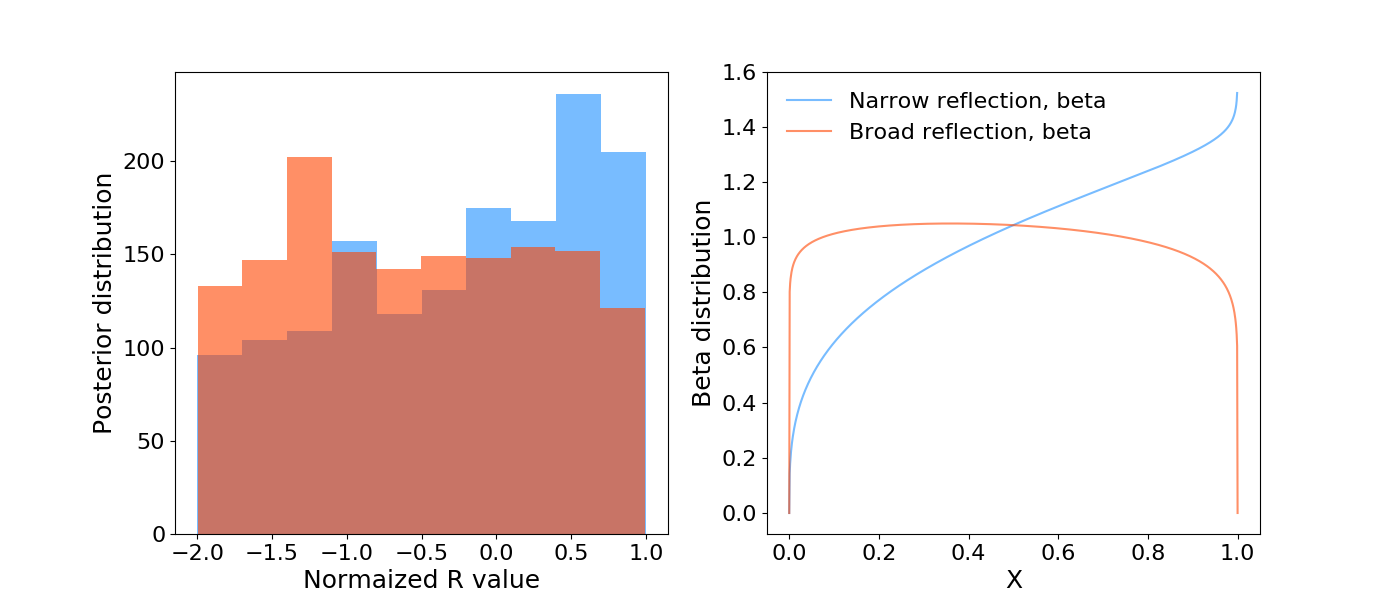 Posterior distribution
200
150
100
50
0
−2.0 −1.5 −1.0 −0.5 0.0 0.5 1.0
Normaized R value
Beta distribution
1.6
1.4
1.2
1.0
0.8
0.6
0.4
0.2
0.0
Narrow reflection, beta
Broad reflection, beta
0.0 0.2 0.4 0.6 0.8 1.0
X